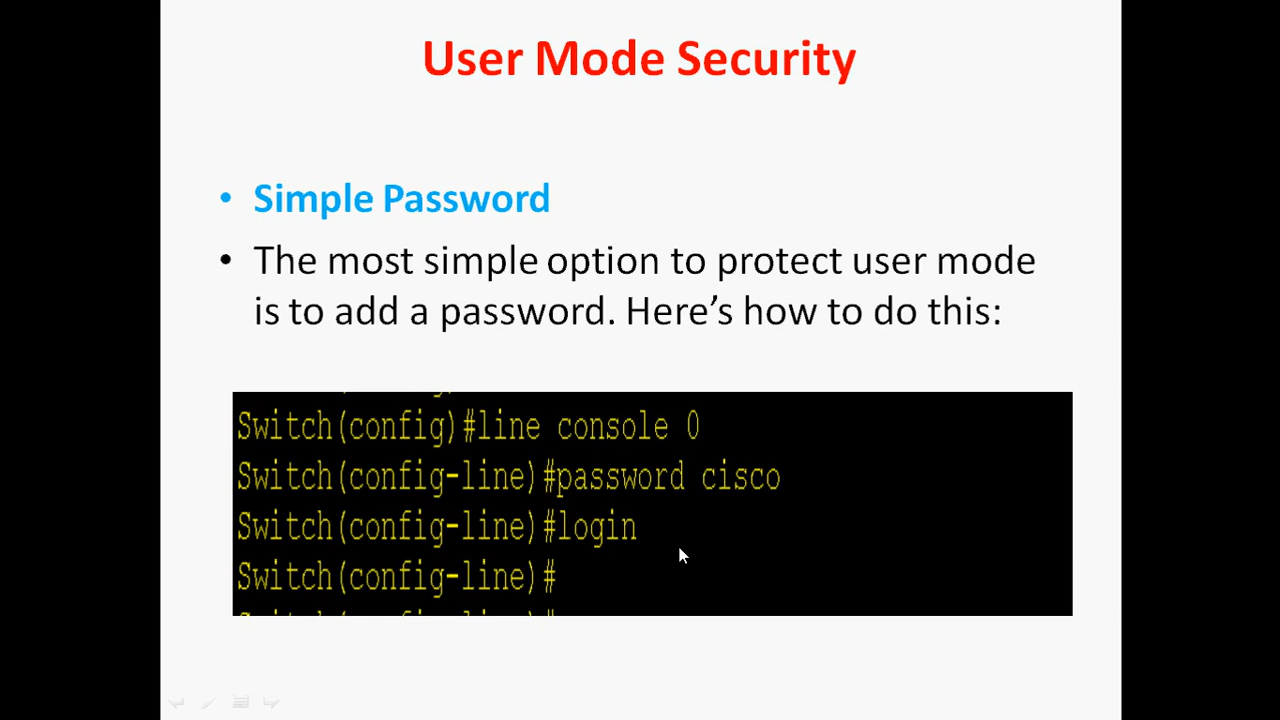 User Mode Security
• Simple Password
• The most simple option to protect user mode
is to add a password. Here’s how to do this:
Switch(config)#line console 0
Switch(config-line)#password cisco
Switch(config-line)#login
Switch(config-line)#